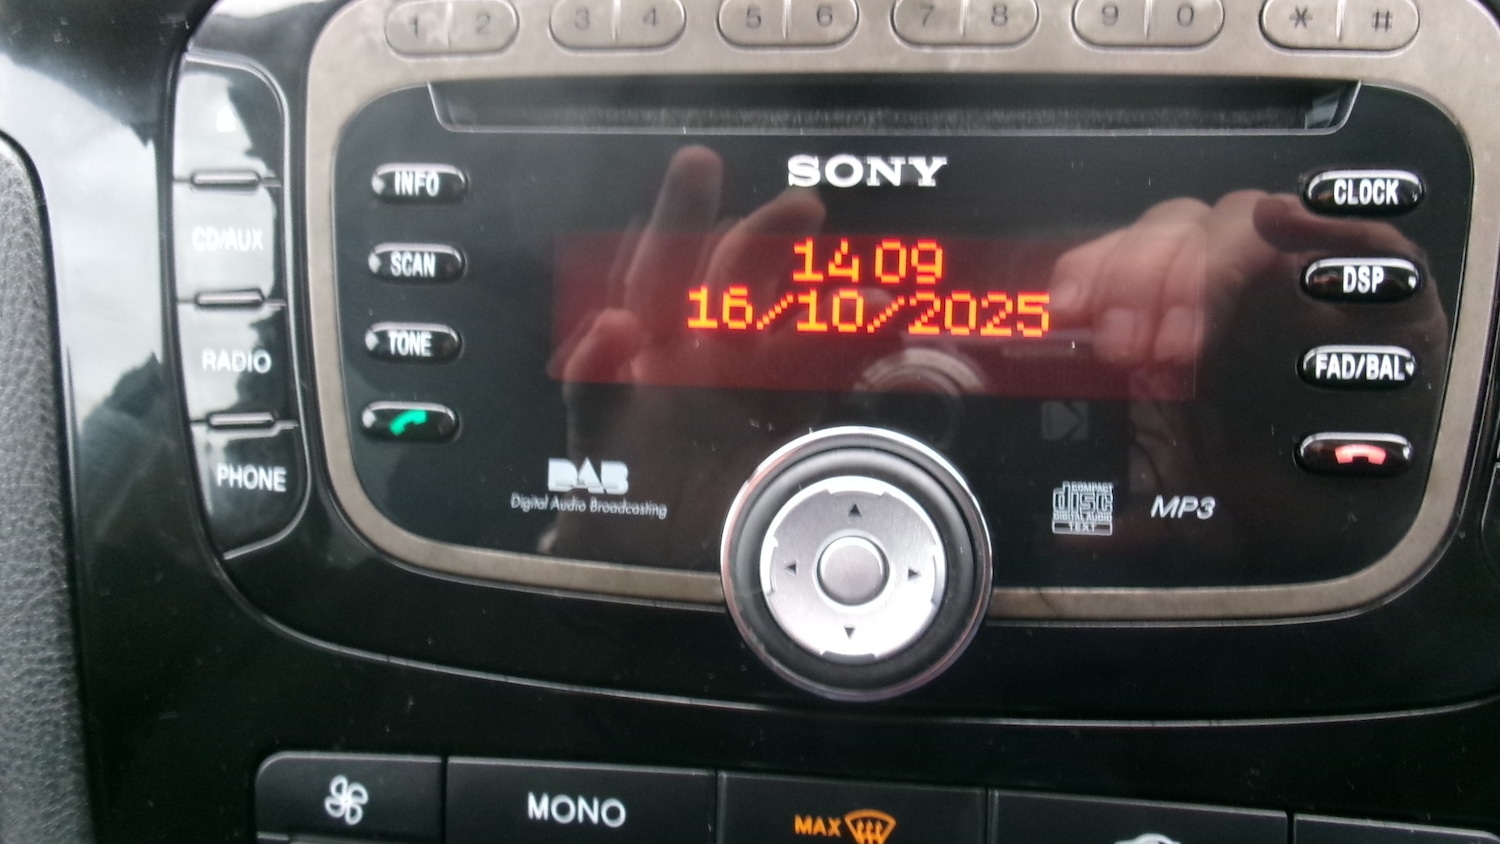 1 2 3 4 5 6 7 8 9 0 * #
SONY
INFO
SCAN
TONE
CD/AUX
RADIO
PHONE
14 09
16/10/2025
CLOCK
DSP
FAD/BAL
DAB
Digital Audio Broadcasting
COMPACT
disc
DIGITAL AUDIO
TEXT
MP3
MONO
MAX